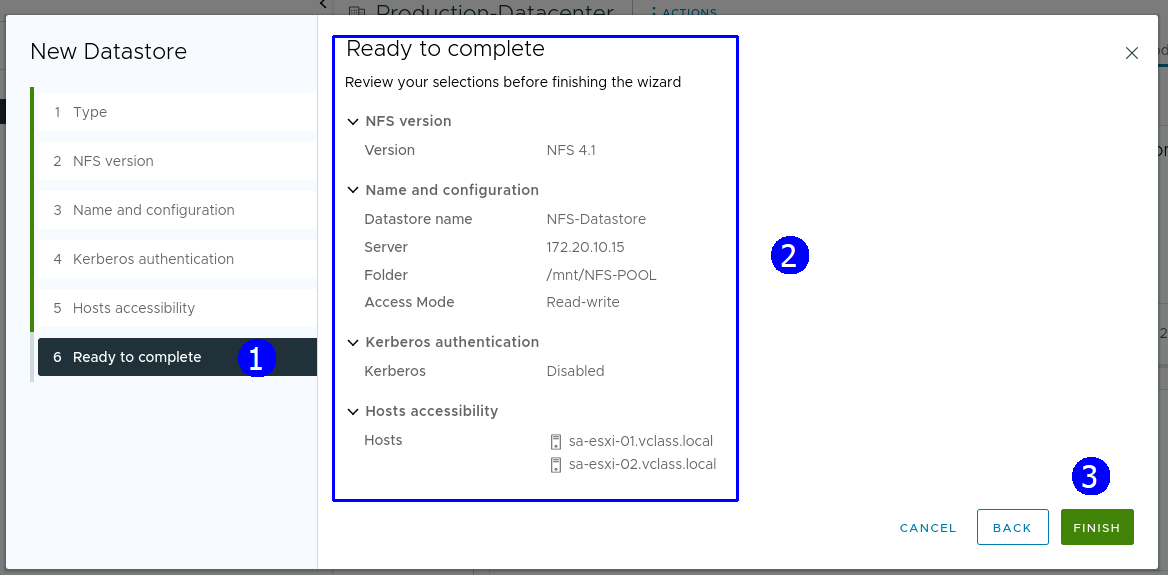 Production-Datacenter
ACTIONS
New Datastore
1 Type
2 NFS version
3 Name and configuration
4 Kerberos authentication
5 Hosts accessibility
6 Ready to complete
1
Ready to complete
Review your selections before finishing the wizard
NFS version
Version NFS 4.1
Name and configuration
Datastore name NFS-Datastore
Server 172.20.10.15
Folder /mnt/NFS-POOL
Access Mode Read-write
Kerberos authentication
Kerberos Disabled
Hosts accessibility
Hosts sa-esxi-01.vclass.local
sa-esxi-02.vclass.local
2
3
CANCEL BACK FINISH